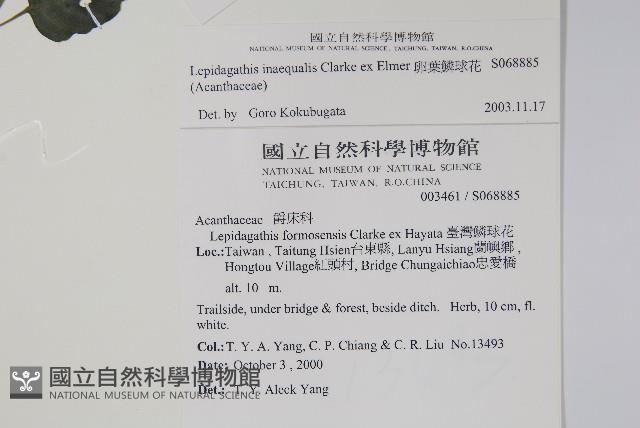 國立自然科學博物館
NATIONAL MUSEUM OF NATURAL SCIENCE, TAICHUNG, TAIWAN, R.O.CHINA
Lepidagathis inaequalis Clarke ex Elmer 卵葉鱗球花 S068885
(Acanthaceae)
Det. by Goro Kokubugata 2003.11.17
國立自然科學博物館
NATIONAL MUSEUM OF NATURAL SCIENCE
TAICHUNG, TAIWAN, R.O.CHINA
003461 / S068885
Acanthaceae 爵床科
Lepidagathis formosensis Clarke ex Hayata 臺灣鱗球花
Loc.:Taiwan , Taitung Hsien台東縣, Lanyu Hsiang蘭嶼鄉 ,
Hongtou Village紅頭村, Bridge Chungaichiao忠愛橋
alt. 10 m.
Trailside, under bridge & forest, beside ditch. Herb, 10 cm, fl.
white.
Col.: T. Y. A. Yang, C. P. Chiang & C. R. Liu No.13493
Date: October 3 , 2000
Det.: T. Y. Aleck Yang
國立自然科學博物館
NATIONAL MUSEUM OF NATURAL SCIENCE